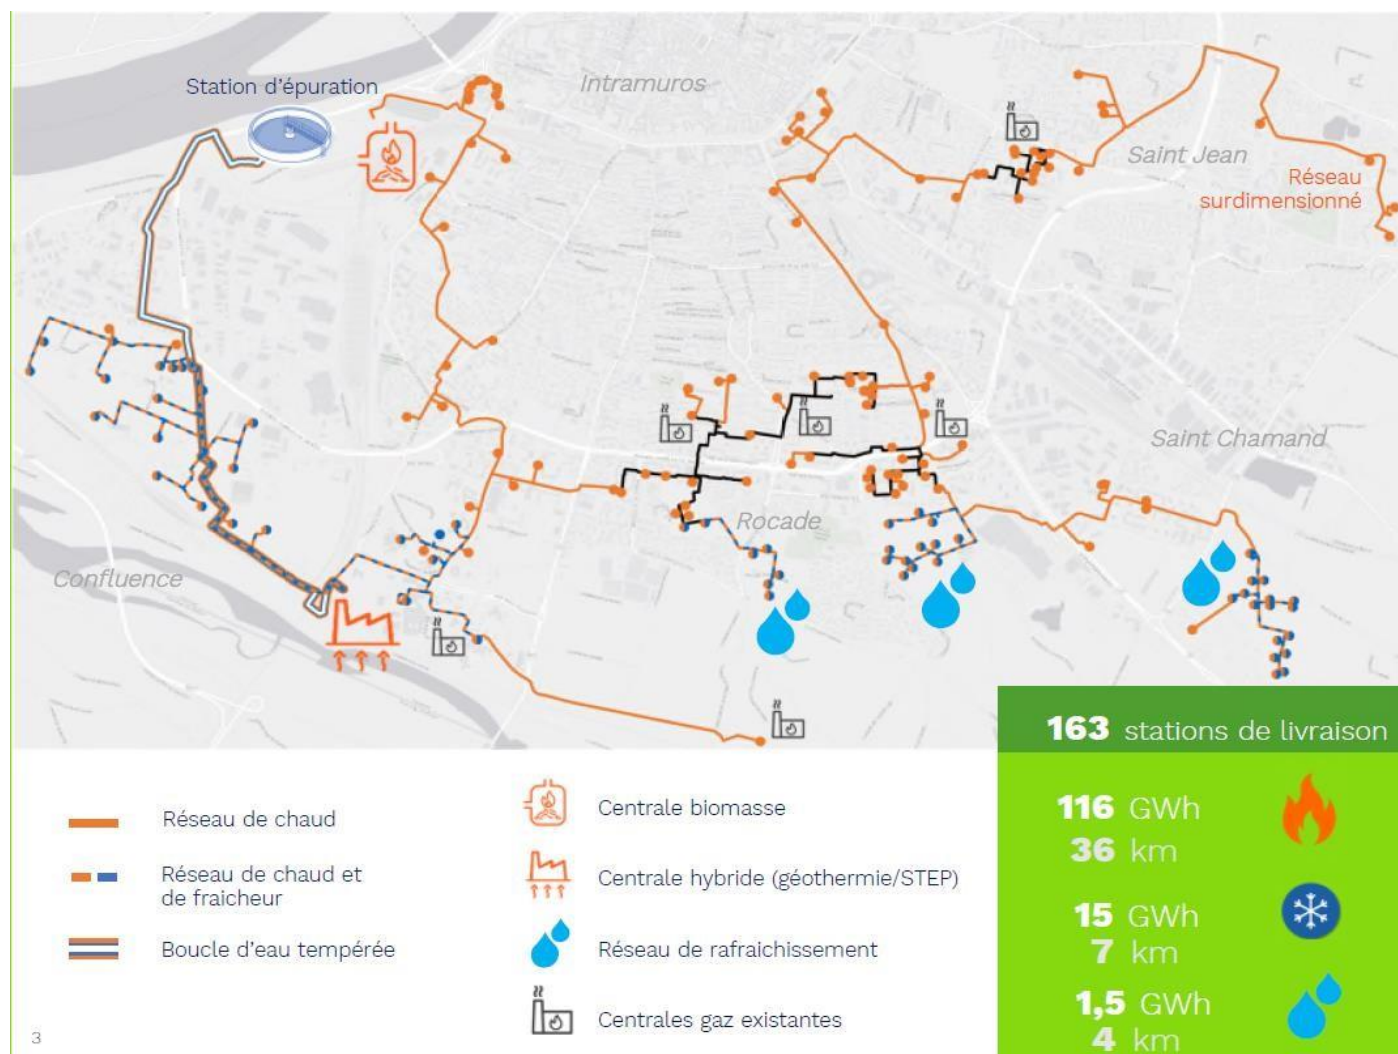 Station d'épuration
Intramuros
Saint Jean
Réseau
surdimensionné
Saint Chamand
Rocade
Confluence
163 stations de livraison
116 GWh
36 km
15 GWh
7 km
1,5 GWh
4 km
Réseau de chaud
Réseau de chaud et
de fraicheur
Boucle d'eau tempérée
Centrale biomasse
Centrale hybride (géothermie/STEP)
Réseau de rafraichissement
Centrales gaz existantes
3